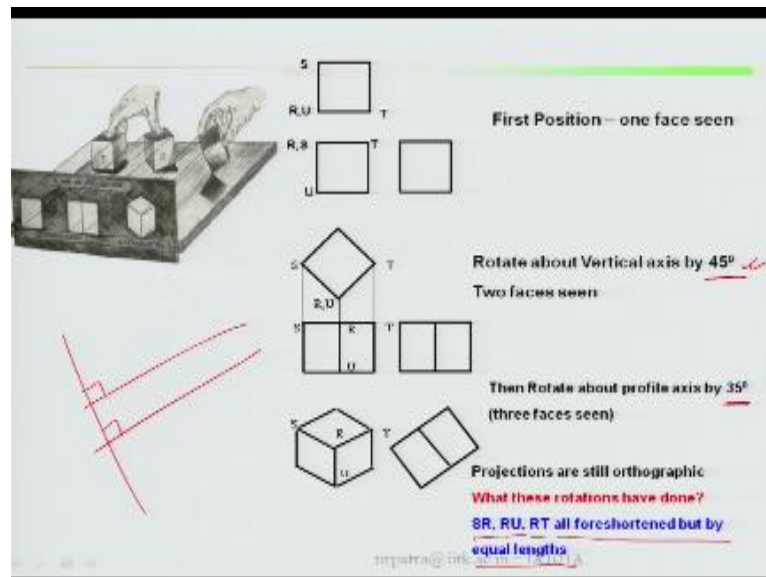 S
R,U T
First Position – one face seen
R,S T
U
S T
R,U
Rotate about Vertical axis by 45º
Two faces seen
S R T
U
Then Rotate about profile axis by 35º
(three faces seen)
S R T
U
Projections are still orthographic
What these rotations have done?
SR, RU, RT all foreshortened but by
equal lengths